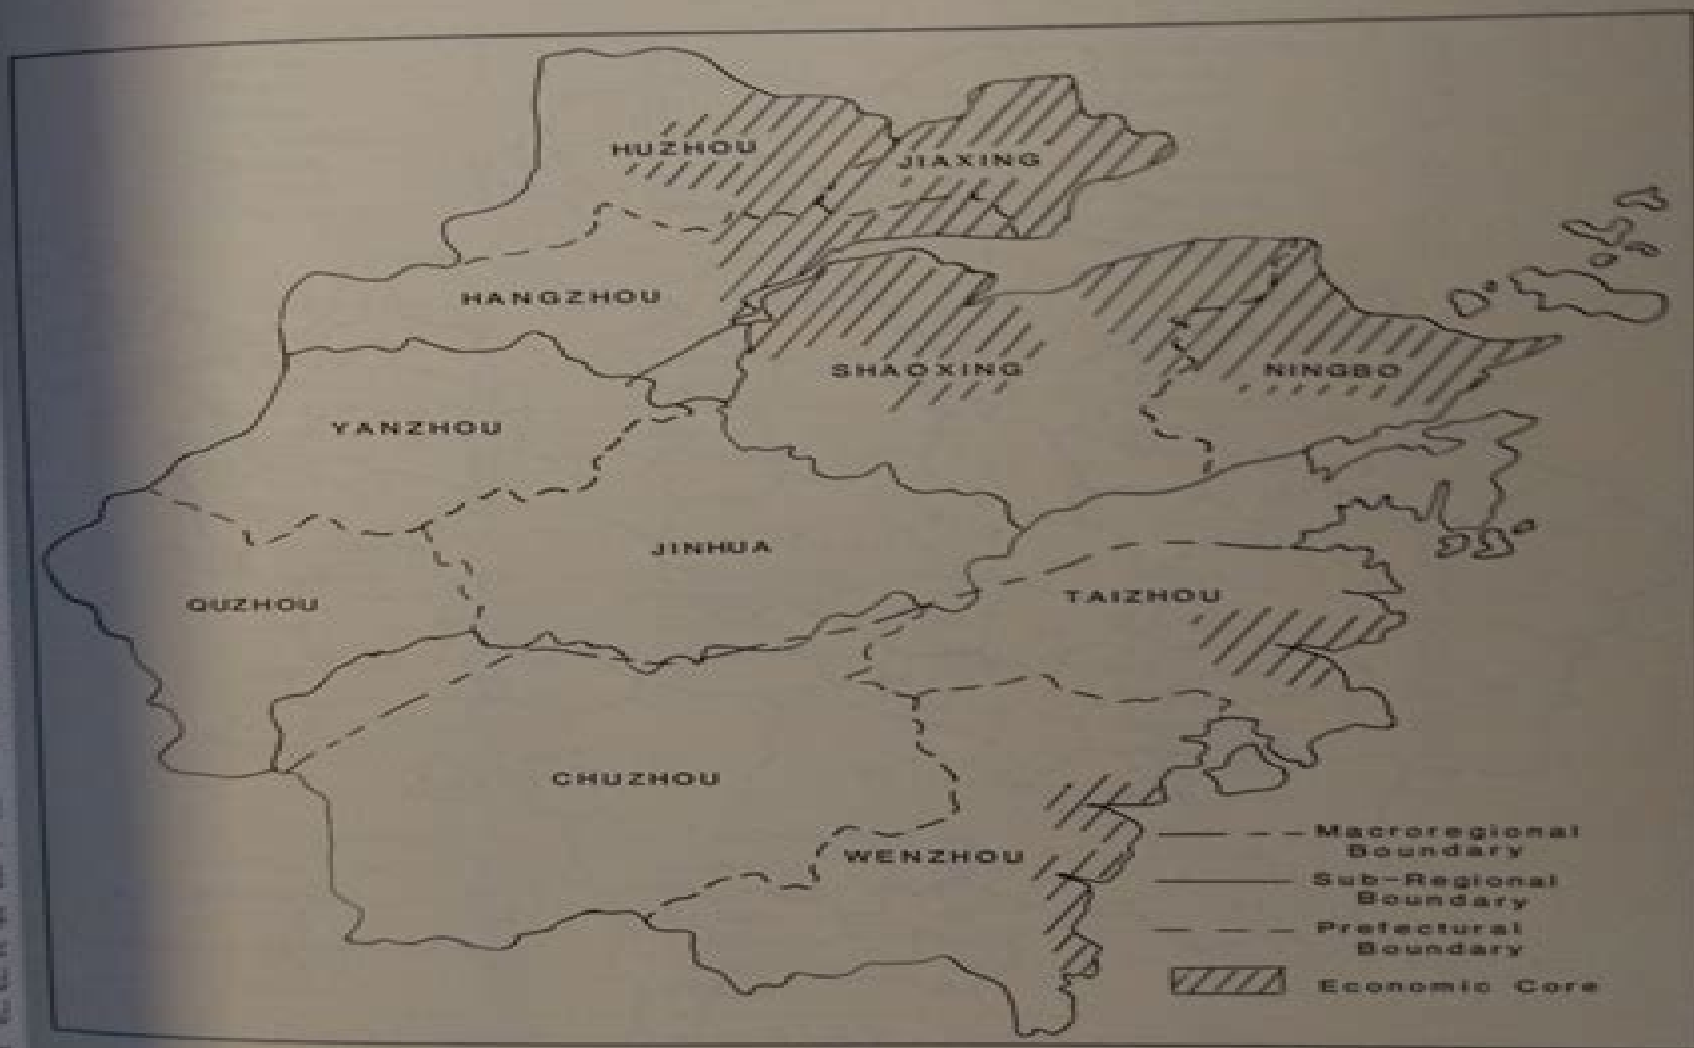 HUZHOU
JIAXING
HANGZHOU
SHAOXING
NINGBO
YANZHOU
JINHUA
QUZHOU
TAIZHOU
CHUZHOU
WENZHOU
Macroregional
Boundary
Sub-Regional
Boundary
Prefectural
Boundary
Economic Core